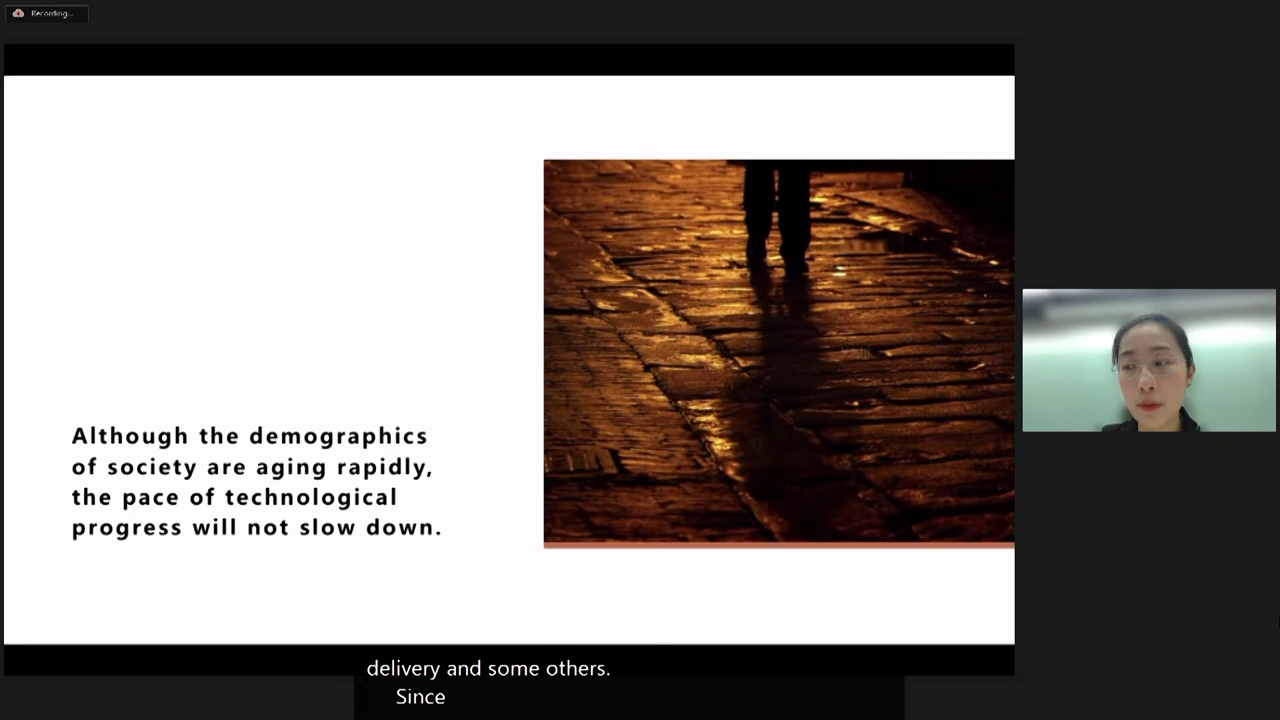 Recording...
Although the demographics
of society are aging rapidly,
the pace of technological
progress will not slow down.
delivery and some others.
Since